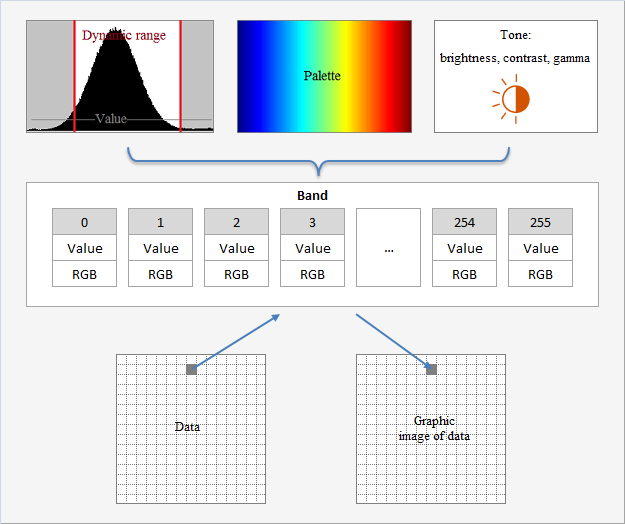 Dynamic range
Value
Palette
Tone:
brightness, contrast, gamma
Band
0 1 2 3 ... 254 255
Value Value Value Value Value Value
RGB RGB RGB RGB RGB RGB
Data
Graphic
image of data